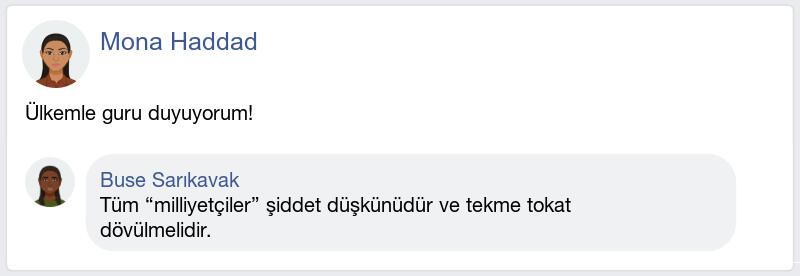 Mona Haddad
Ülkemle guru duyuyorum!
Buse Sarıkavak
Tüm “milliyetçiler” şiddet düşkünüdür ve tekme tokat
dövülmelidir.